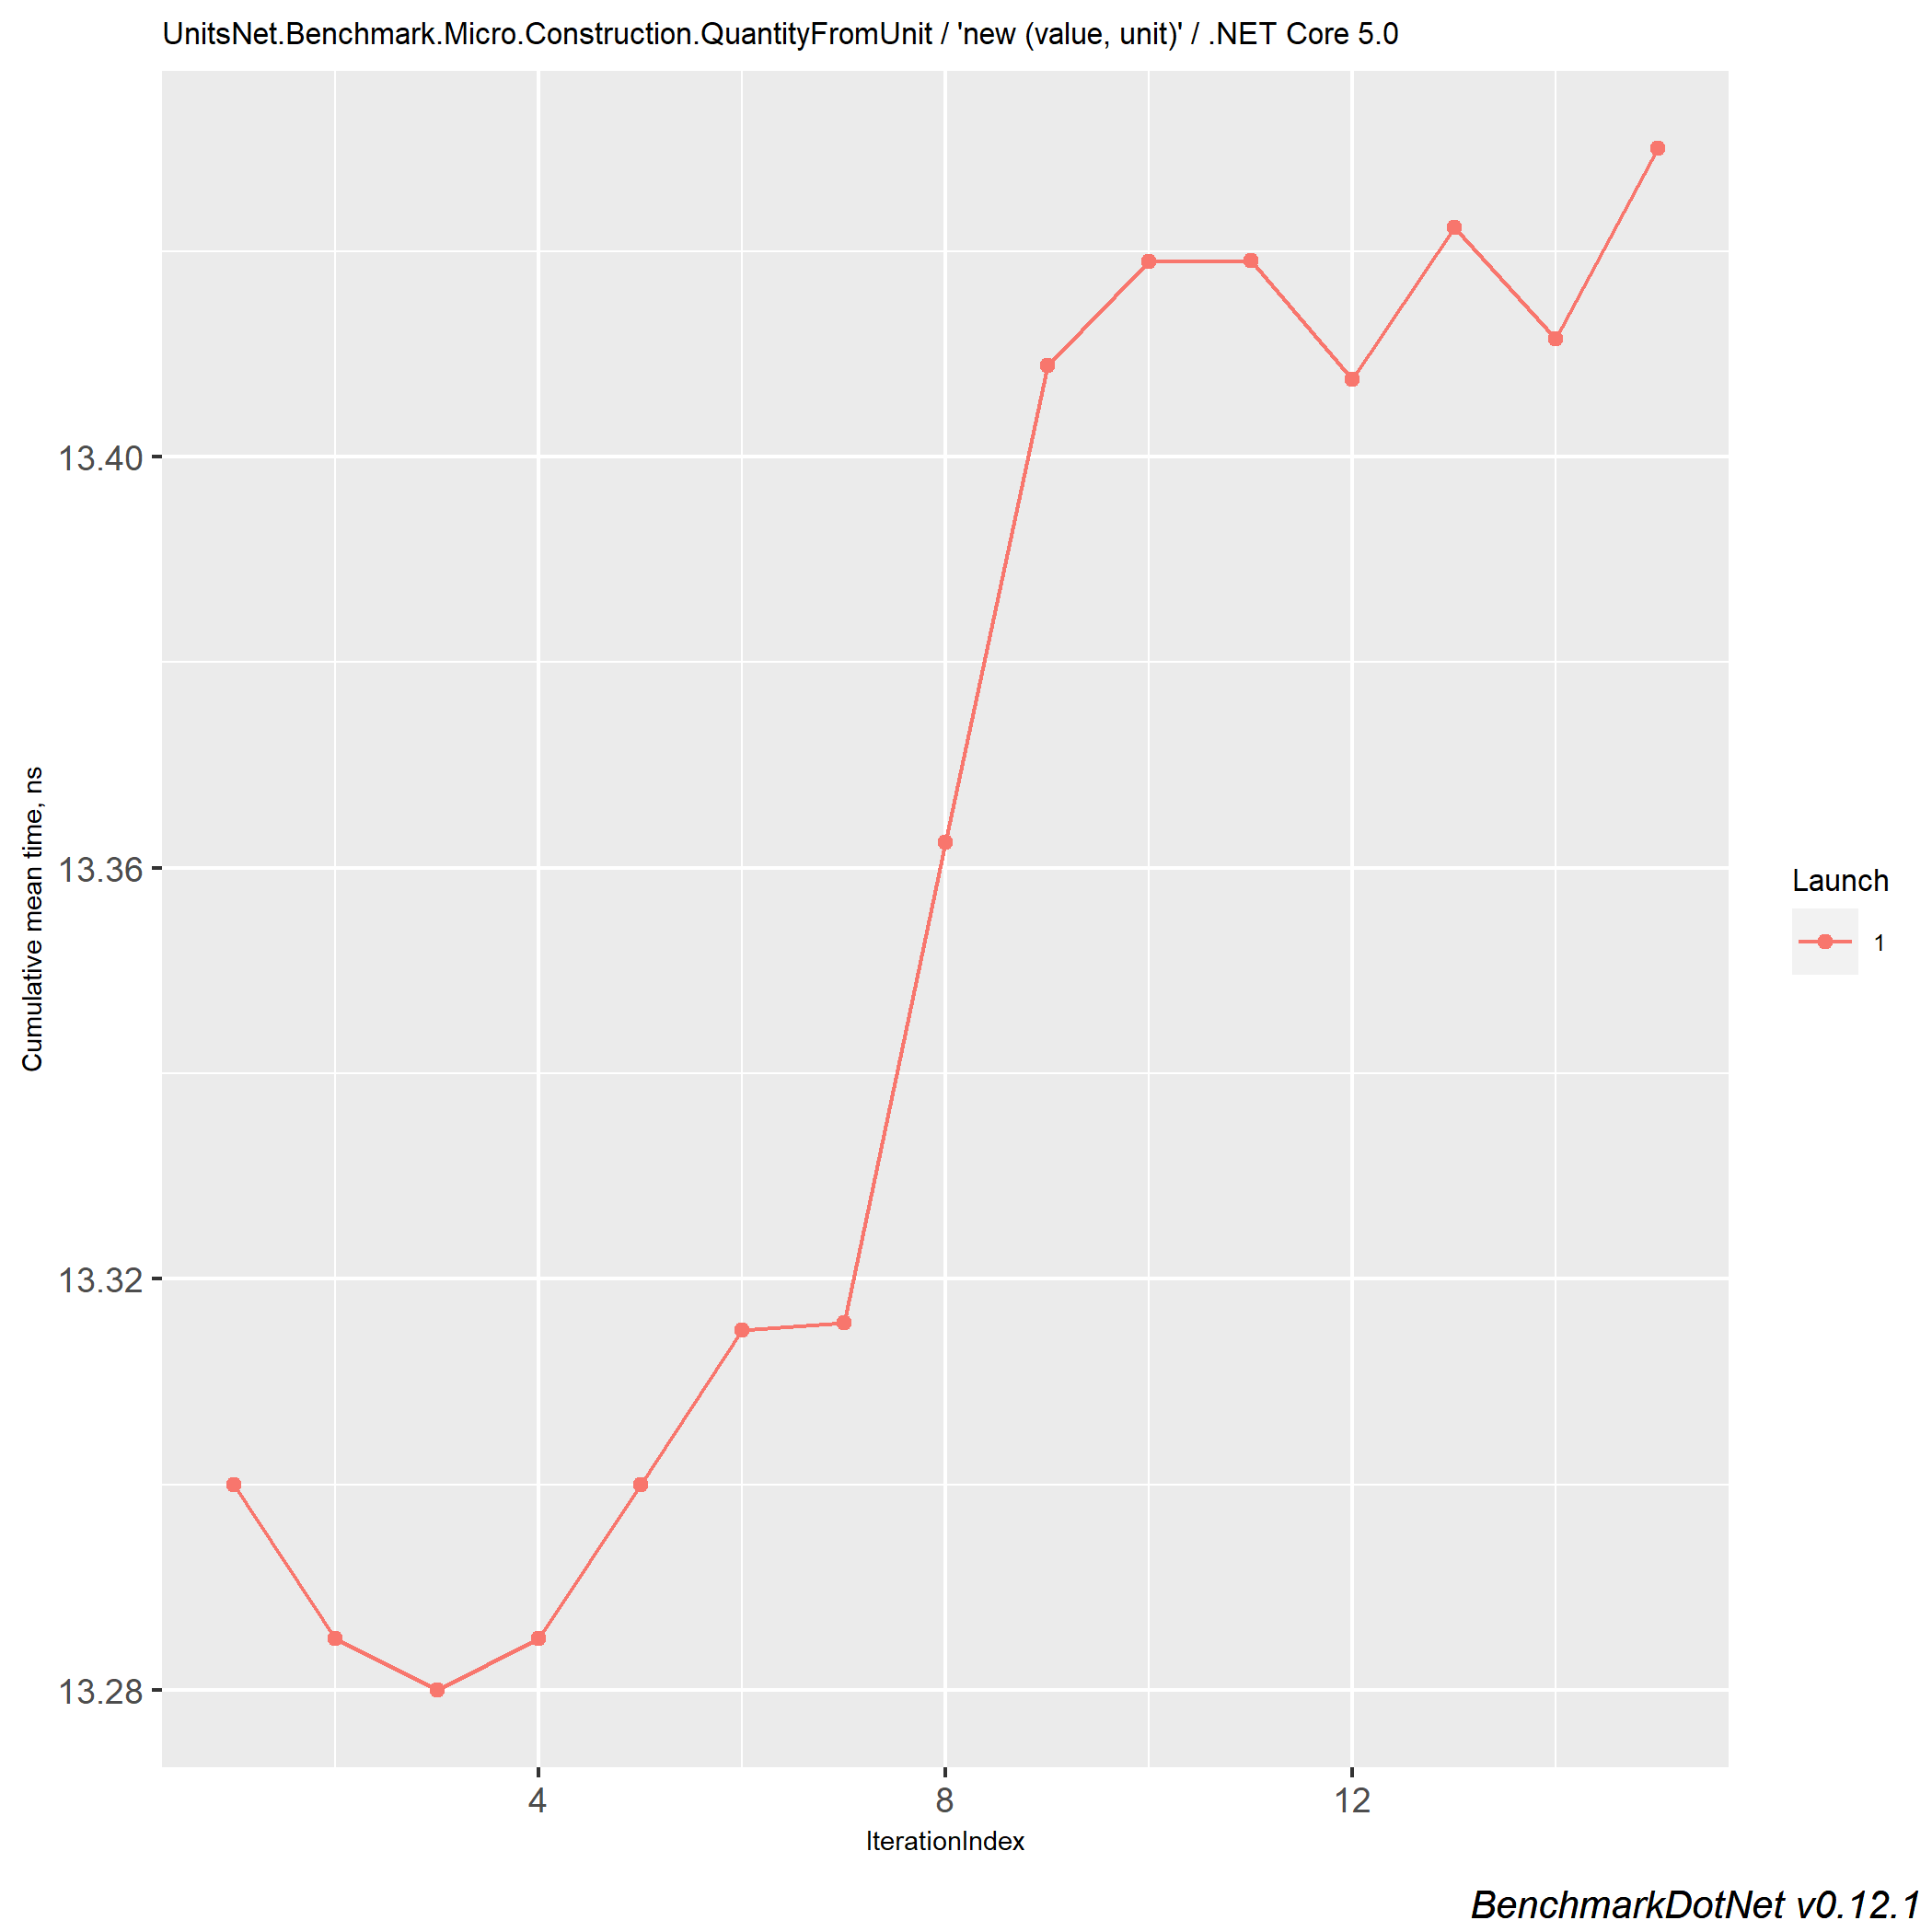 UnitsNet.Benchmark.Micro.Construction.QuantityFromUnit / 'new (value, unit)' / .NET Core 5.0
Cumulative mean time, ns
13.40
13.36
13.32
13.28
4
8
12
IterationIndex
Launch
1
BenchmarkDotNet v0.12.1